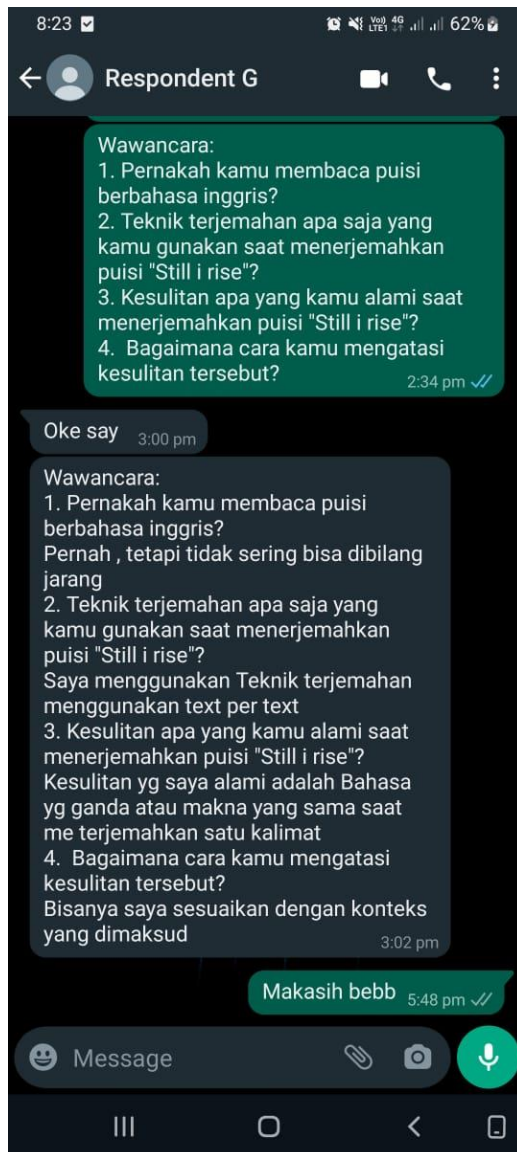 8:23
Vo)) 4G 62%
LTE1
Respondent G
Wawancara:
1. Pernakah kamu membaca puisi
berbahasa inggris?
2. Teknik terjemahan apa saja yang
kamu gunakan saat menerjemahkan
puisi "Still i rise"?
3. Kesulitan apa yang kamu alami saat
menerjemahkan puisi "Still i rise"?
4. Bagaimana cara kamu mengatasi
kesulitan tersebut?
2:34 pm
Oke say 3:00 pm
Wawancara:
1. Pernakah kamu membaca puisi
berbahasa inggris?
Pernah , tetapi tidak sering bisa dibilang
jarang
2. Teknik terjemahan apa saja yang
kamu gunakan saat menerjemahkan
puisi "Still i rise"?
Saya menggunakan Teknik terjemahan
menggunakan text per text
3. Kesulitan apa yang kamu alami saat
menerjemahkan puisi "Still i rise"?
Kesulitan yg saya alami adalah Bahasa
yg ganda atau makna yang sama saat
me terjemahkan satu kalimat
4. Bagaimana cara kamu mengatasi
kesulitan tersebut?
Bisanya saya sesuaikan dengan konteks
yang dimaksud
3:02 pm
Makasih bebb 5:48 pm
Message